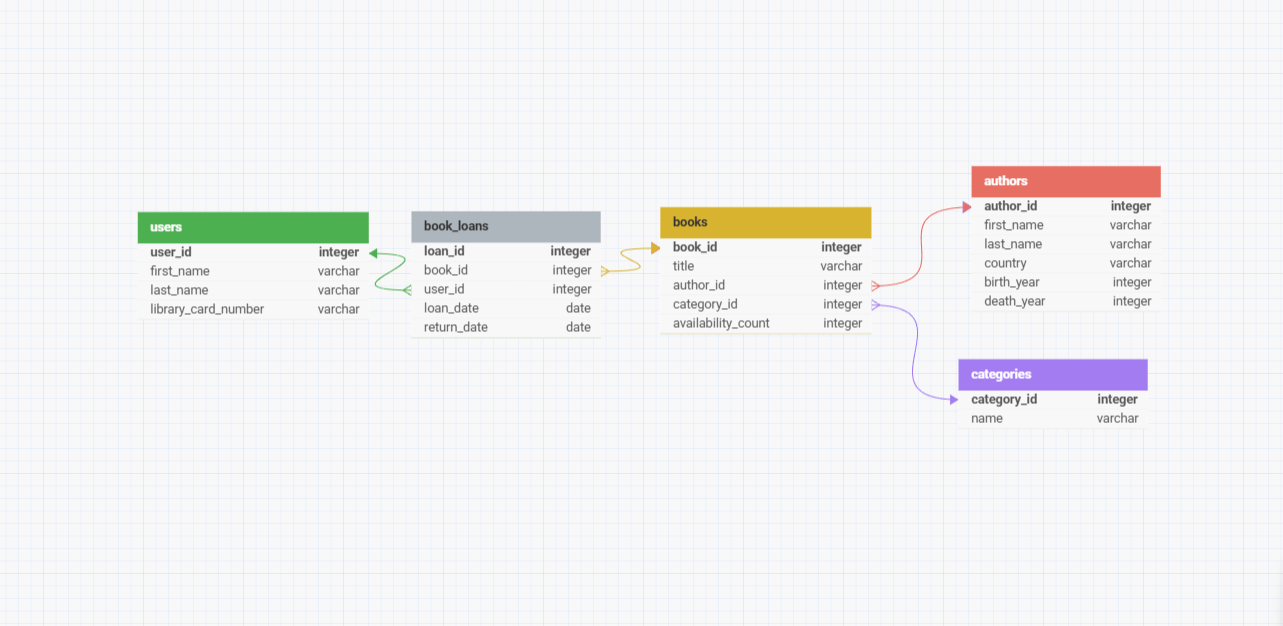 users
user_id integer
first_name varchar
last_name varchar
library_card_number varchar
book_loans
loan_id integer
book_id integer
user_id integer
loan_date date
return_date date
books
book_id integer
title varchar
author_id integer
category_id integer
availability_count integer
authors
author_id integer
first_name varchar
last_name varchar
country varchar
birth_year integer
death_year integer
categories
category_id integer
name varchar